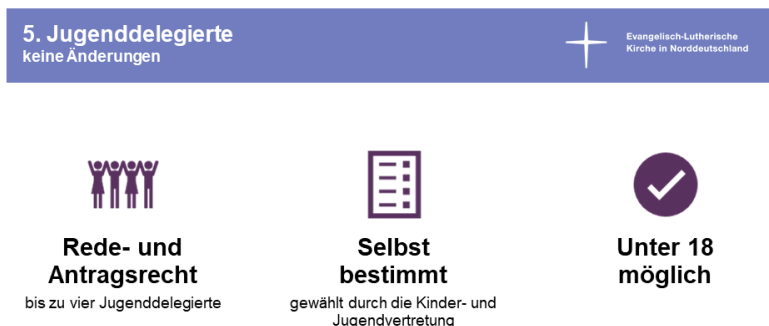 5. Jugenddelegierte
keine Änderungen
Evangelisch-Lutherische
Kirche in Norddeutschland
Rede- und
Antragsrecht
bis zu vier Jugenddelegierte
Selbst
bestimmt
gewählt durch die Kinder- und
Jugendvertretung
Unter 18
möglich